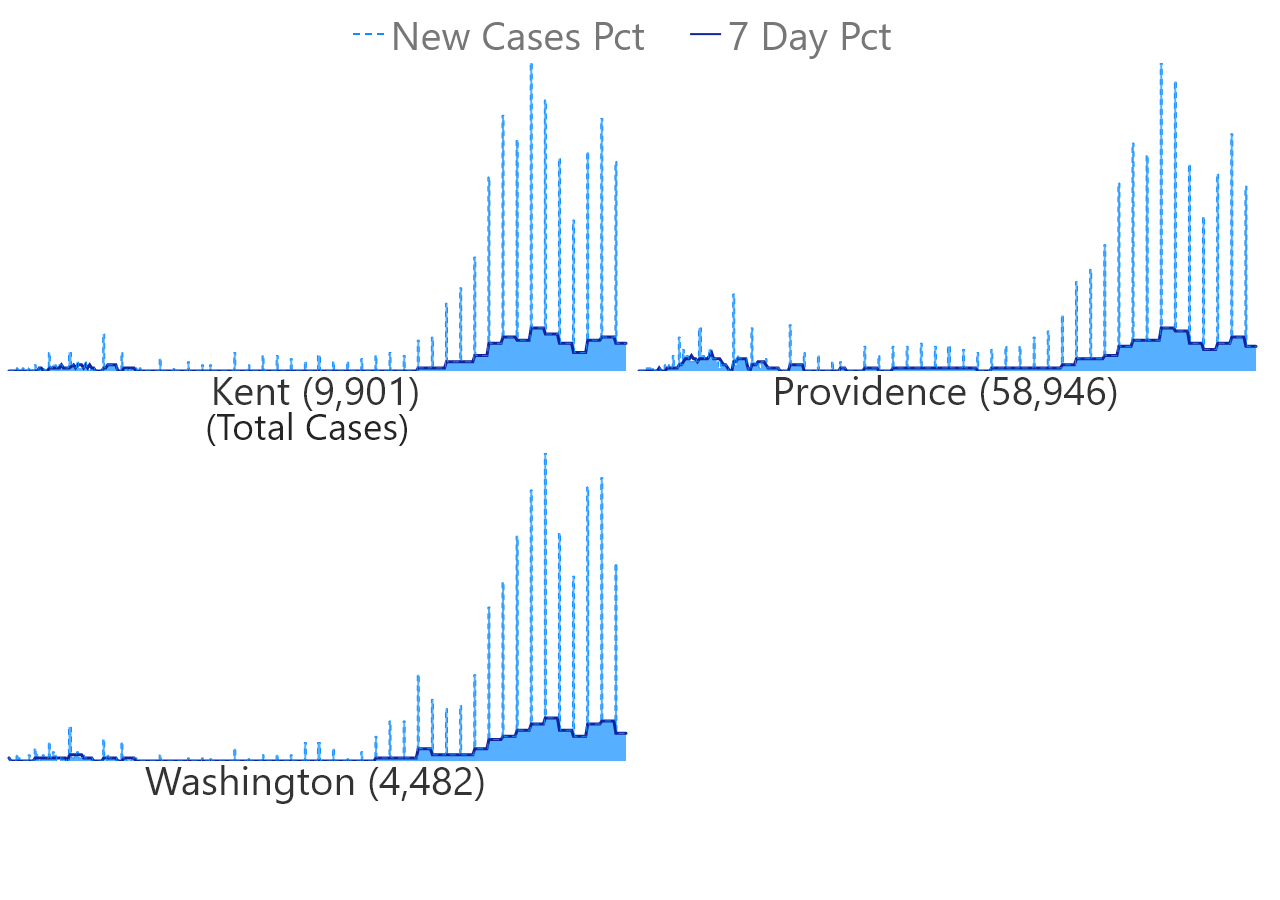 New Cases Pct 7 Day Pct
Kent (9,901)
(Total Cases)
Providence (58,946)
Washington (4,482)